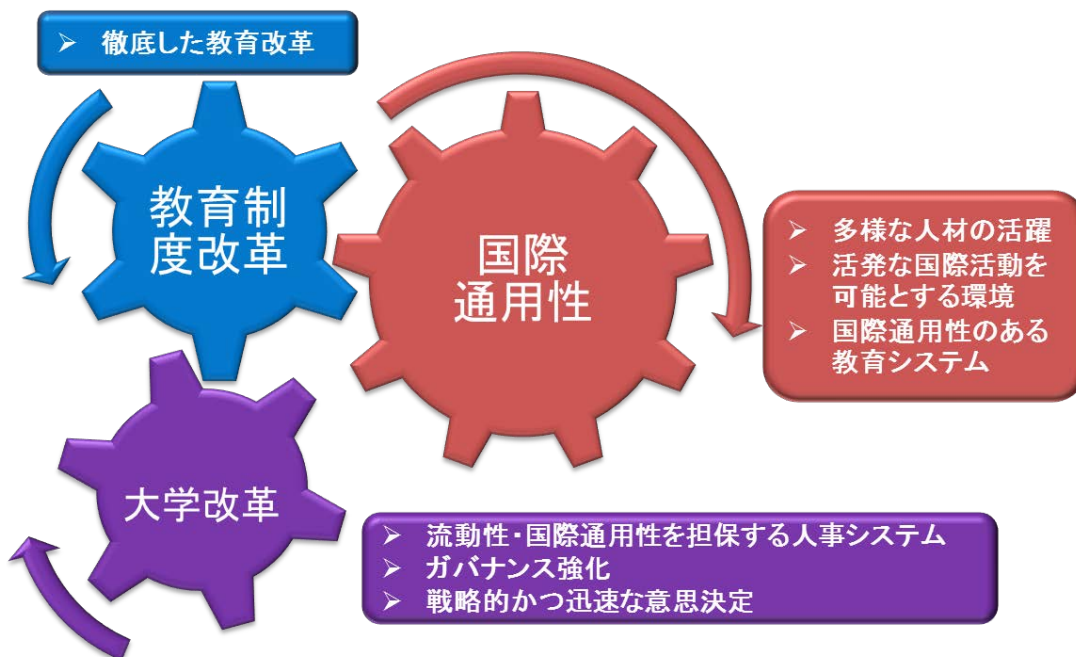 ➢ 徹底した教育改革
教育制
度改革
国際
通用性
➢ 多様な人材の活躍
➢ 活発な国際活動を
可能とする環境
➢ 国際通用性のある
教育システム
大学改革
➢ 流動性・国際通用性を担保する人事システム
➢ ガバナンス強化
➢ 戦略的かつ迅速な意思決定